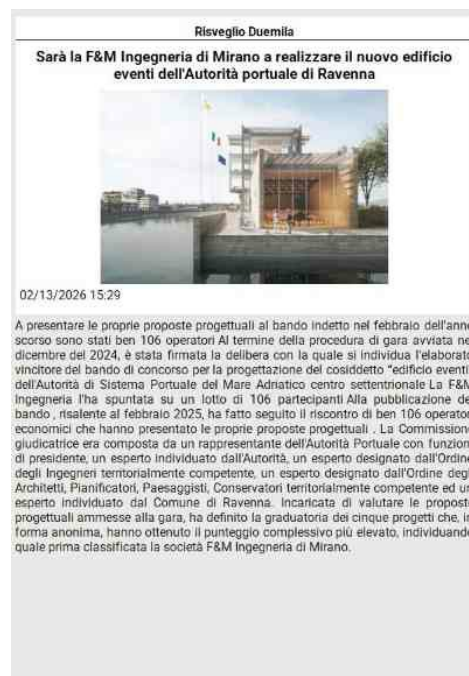 Risveglio Duemila
Sarà la F&M Ingegneria di Mirano a realizzare il nuovo edificio
eventi dell'Autorità portuale di Ravenna
02/13/2026 15:29
A presentare le proprie proposte progettuali al bando indetto nel febbraio dell'anno
scorso sono stati ben 106 operatori Al termine della procedura di gara avviata nel
dicembre del 2024, è stata firmata la delibera con la quale si individua l'elaborato
vincitore del bando di concorso per la progettazione del cosiddetto "edificio eventi"
dell'Autorità di Sistema Portuale del Mare Adriatico centro settentrionale La F&M
Ingegneria l'ha spuntata su un lotto di 106 partecipanti Alla pubblicazione del
bando , risalente al febbraio 2025, ha fatto seguito il riscontro di ben 106 operatori
economici che hanno presentato le proprie proposte progettuali . La Commissione
giudicatrice era composta da un rappresentante dell'Autorità Portuale con funzioni
di presidente, un esperto individuato dall'Autorità, un esperto designato dall'Ordine
degli Ingegneri territorialmente competente, un esperto designato dall'Ordine degli
Architetti, Pianificatori, Paesaggisti, Conservatori territorialmente competente ed un
esperto individuato dal Comune di Ravenna. Incaricata di valutare le proposte
progettuali ammesse alla gara, ha definito la graduatoria dei cinque progetti che, in
forma anonima, hanno ottenuto il punteggio complessivo più elevato, individuando
quale prima classificata la società F&M Ingegneria di Mirano.